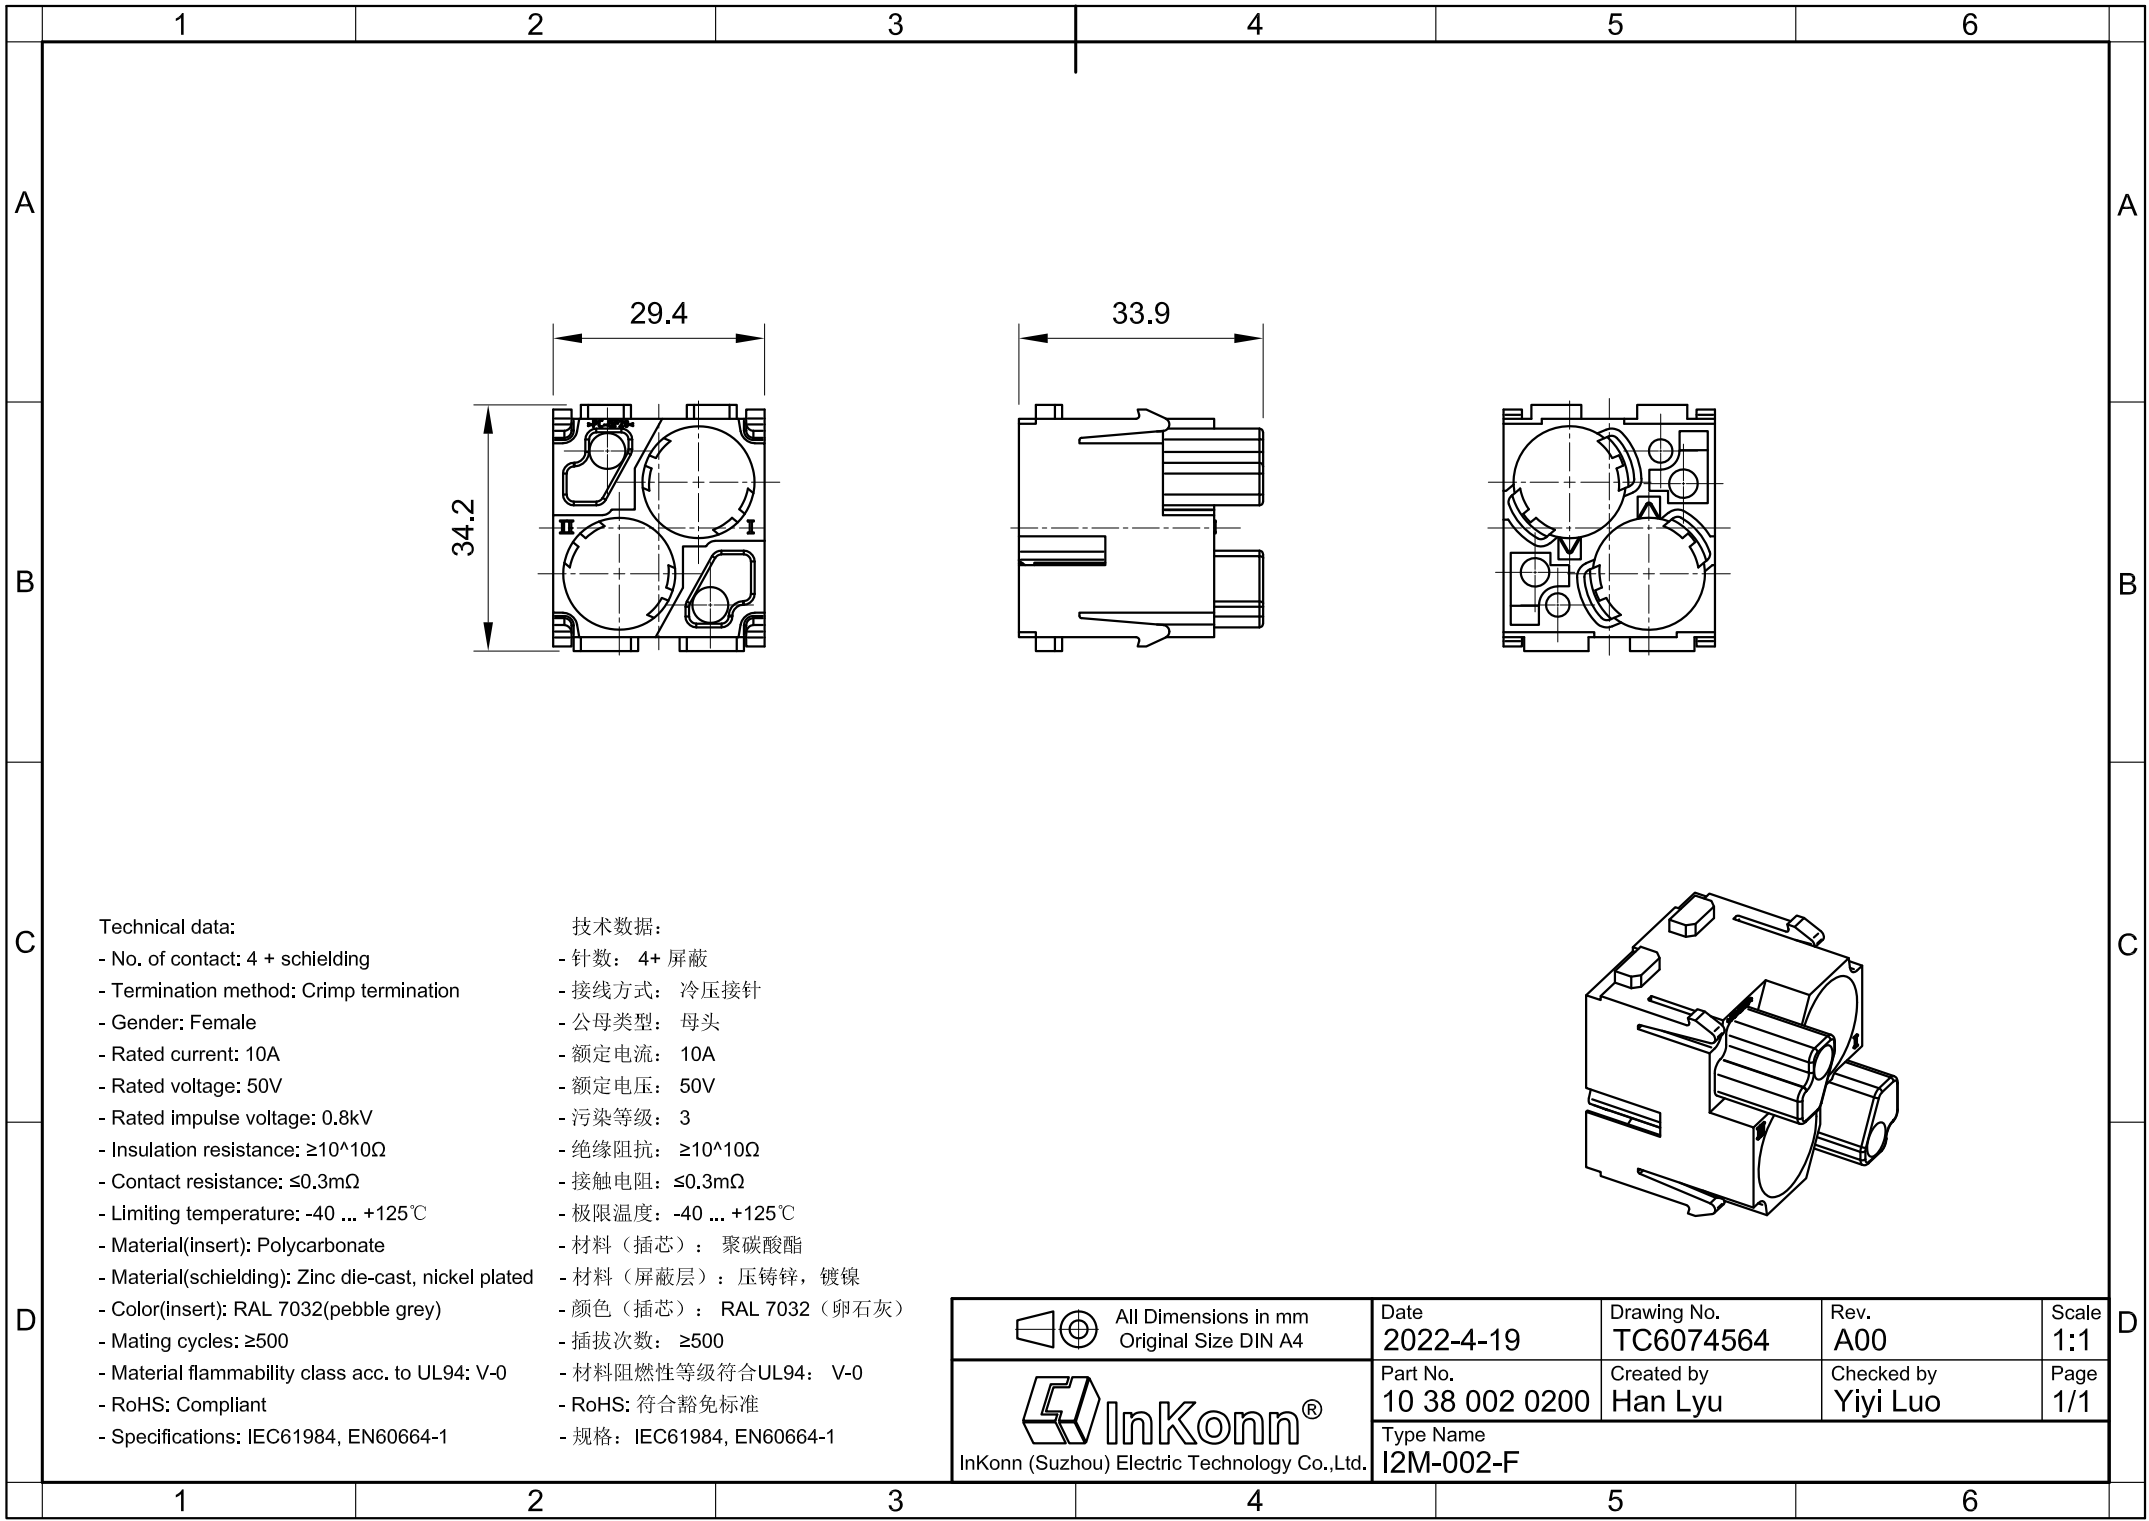 1 2 3 4 5 6
A A
29.4 33.9
34.2
II I
B B
C C
Technical data:
- No. of contact: 4 + schielding
- Termination method: Crimp termination
- Gender: Female
- Rated current: 10A
- Rated voltage: 50V
- Rated impulse voltage: 0.8kV
- Insulation resistance: ≥10^10Ω
- Contact resistance: ≤0.3mΩ
- Limiting temperature: -40 ... +125℃
- Material(insert): Polycarbonate
- Material(schielding): Zinc die-cast, nickel plated
- Color(insert): RAL 7032(pebble grey)
- Mating cycles: ≥500
- Material flammability class acc. to UL94: V-0
- RoHS: Compliant
- Specifications: IEC61984, EN60664-1
技术数据：
- 针数： 4+ 屏蔽
- 接线方式： 冷压接针
- 公母类型： 母头
- 额定电流： 10A
- 额定电压： 50V
- 污染等级： 3
- 绝缘阻抗： ≥10^10Ω
- 接触电阻：≤0.3mΩ
- 极限温度：-40 ... +125℃
- 材料（插芯）： 聚碳酸酯
- 材料（屏蔽层）：压铸锌，镀镍
- 颜色（插芯）： RAL 7032（卵石灰）
- 插拔次数： ≥500
- 材料阻燃性等级符合UL94： V-0
- RoHS: 符合豁免标准
- 规格：IEC61984, EN60664-1
I
II
D D
All Dimensions in mm
Original Size DIN A4
Date
2022-4-19
Drawing No.
TC6074564
Rev.
A00
Scale
1:1
Part No.
10 38 002 0200
Created by
Han Lyu
Checked by
Yiyi Luo
Page
1/1
InKonn®
InKonn (Suzhou) Electric Technology Co.,Ltd.
Type Name
I2M-002-F
1 2 3 4 5 6